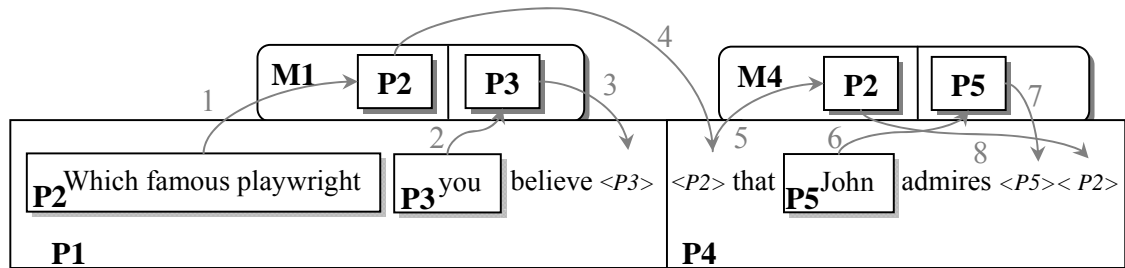 4
M1 P2 P3 3 M4 P2 P5 7
1 2 5 6 8
P2 Which famous playwright P3 you believe <P3> <P2> that P5 John admires <P5>< P2>
P1 P4